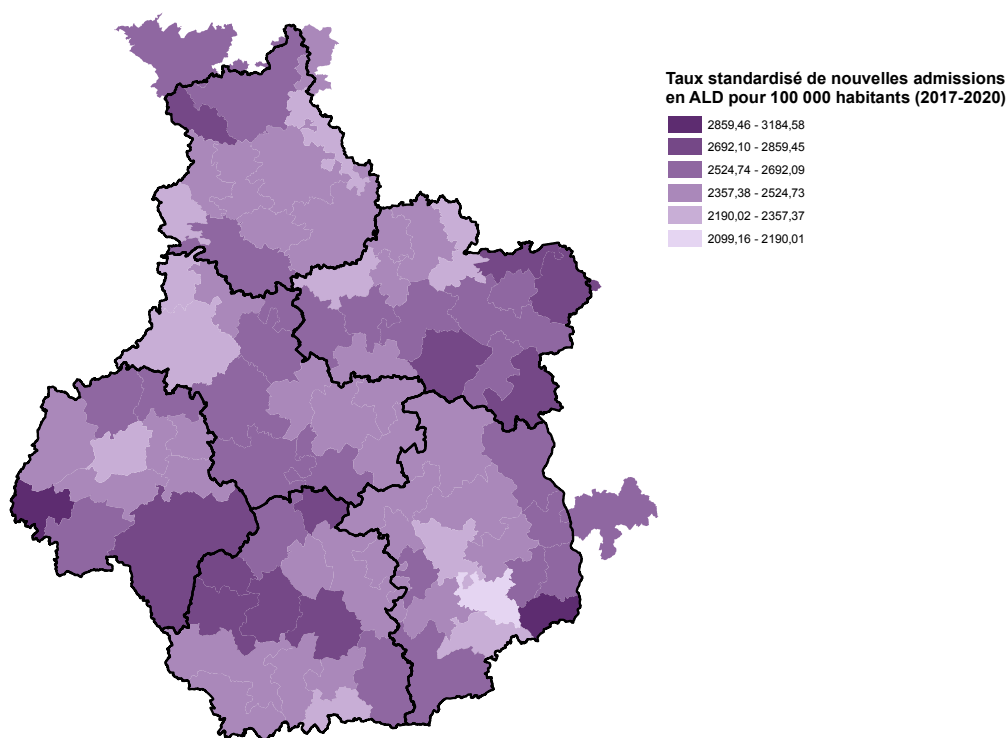 Taux standardisé de nouvelles admissions
en ALD pour 100 000 habitants (2017-2020)
2859,46 - 3184,58
2692,10 - 2859,45
2524,74 - 2692,09
2357,38 - 2524,73
2190,02 - 2357,37
2099,16 - 2190,01